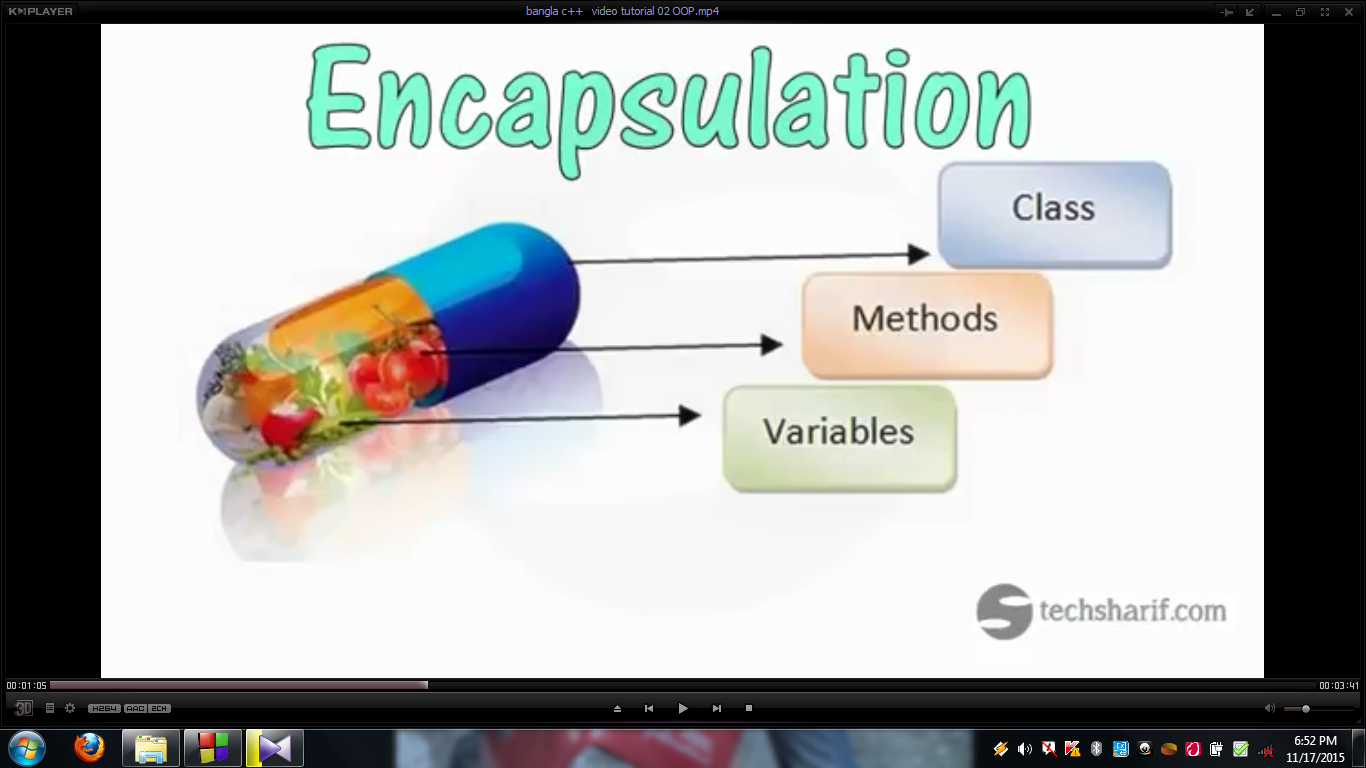 K▶MPLAYER
bangla c++ video tutorial 02 OOP.mp4
Encapsulation
Class
Methods
Variables
techsharif.com
00:01:05
00:03:41
3D
H264
AAC
2CH
6:52 PM
11/17/2015